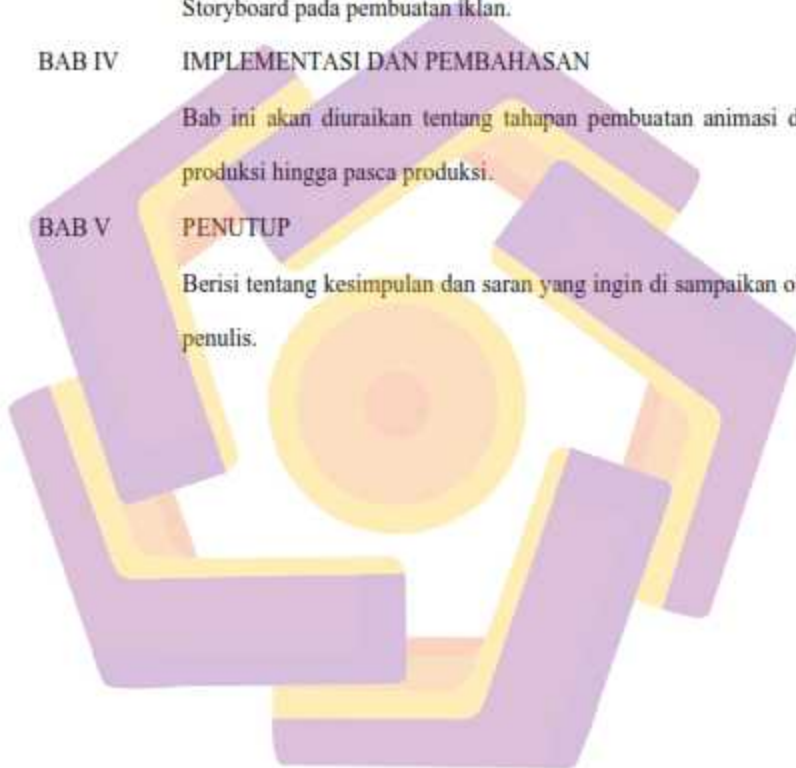 Storyboard pada pembuatan iklan.
BAB IV IMPLEMENTASI DAN PEMBAHASAN
Bab ini akan diuraikan tentang tahapan pembuatan animasi
produksi hingga pasca produksi.
BAB V PENUTUP
Berisi tentang kesimpulan dan saran yang ingin di sampaikan
penulis.